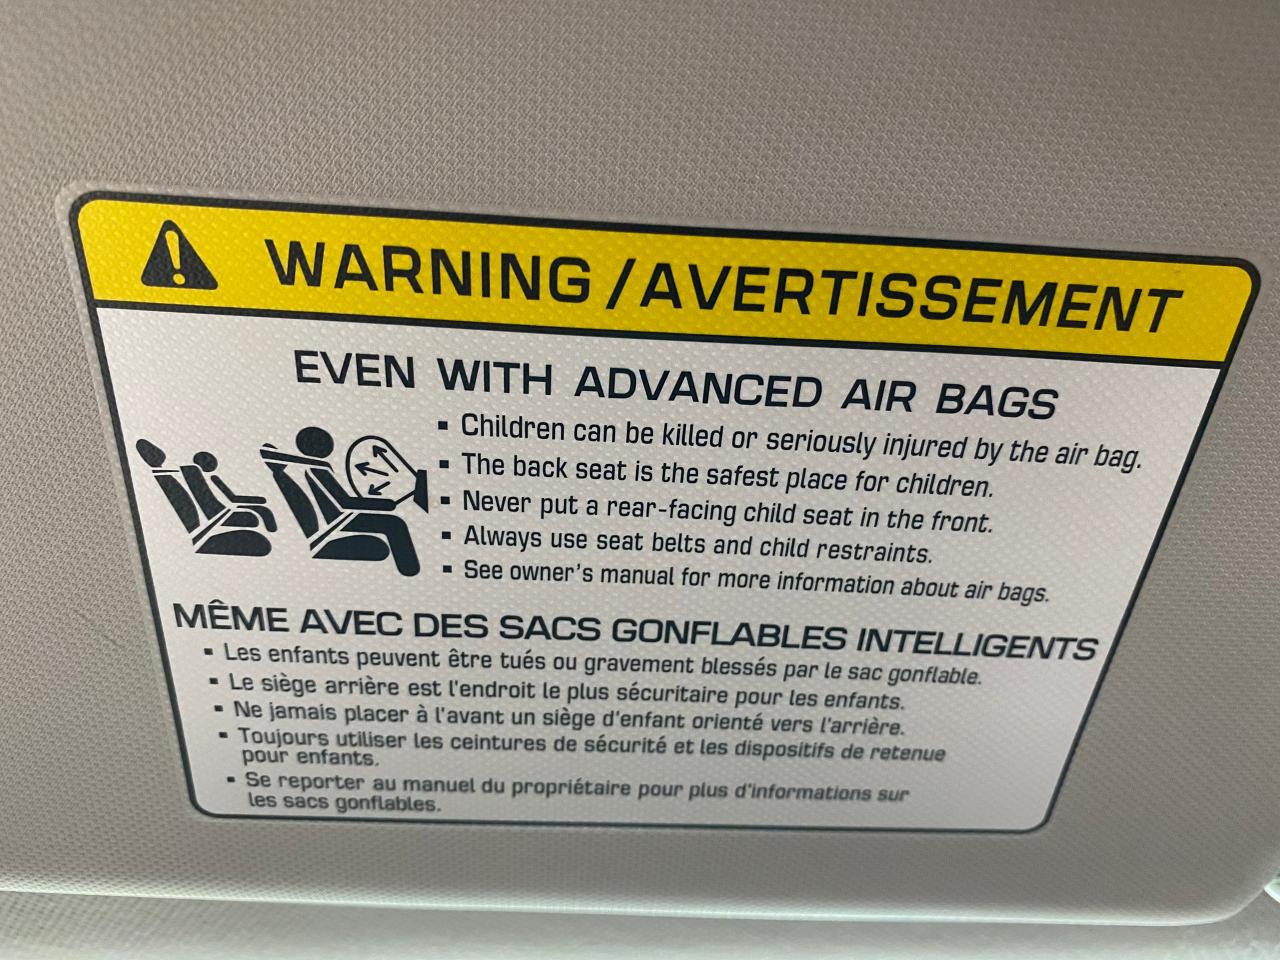 WARNING / AVERTISSEMENT
EVEN WITH ADVANCED AIR BAGS
▪ Children can be killed or seriously injured by the air bag.
▪ The back seat is the safest place for children.
▪ Never put a rear-facing child seat in the front.
▪ Always use seat belts and child restraints.
▪ See owner's manual for more information about air bags.
MÊME AVEC DES SACS GONFLABLES INTELLIGENTS
▪ Les enfants peuvent être tués ou gravement blessés par le sac gonflable.
▪ Le siège arrière est l'endroit le plus sécuritaire pour les enfants.
▪ Ne jamais placer à l'avant un siège d'enfant orienté vers l'arrière.
▪ Toujours utiliser les ceintures de sécurité et les dispositifs de retenue
pour enfants.
▪ Se reporter au manuel du propriétaire pour plus d'informations sur
les sacs gonflables.